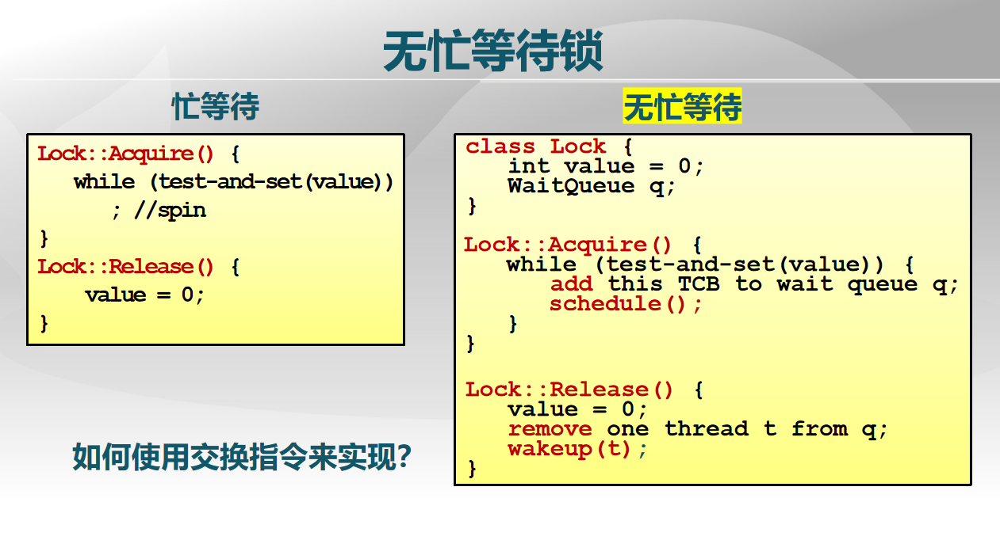 无忙等待锁
忙等待
Lock::Acquire() {
while (test-and-set(value))
; //spin
}
Lock::Release() {
value = 0;
}
如何使用交换指令来实现？
无忙等待
class Lock {
int value = 0;
WaitQueue q;
}
Lock::Acquire() {
while (test-and-set(value)) {
add this TCB to wait queue q;
schedule();
}
}
Lock::Release() {
value = 0;
remove one thread t from q;
wakeup(t);
}